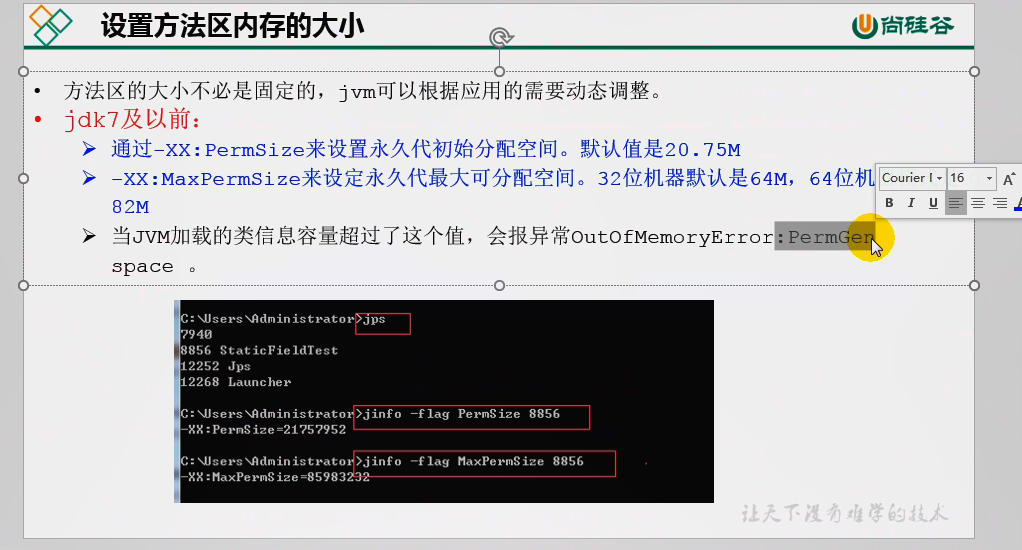 设置方法区内存的大小
尚硅谷
• 方法区的大小不必是固定的，jvm可以根据应用的需要动态调整。
• jdk7及以前：
➢ 通过-XX:PermSize来设置永久代初始分配空间。默认值是20.75M
➢ -XX:MaxPermSize来设定永久代最大可分配空间。32位机器默认是64M，64位机
82M
Courier 16 A
B I U
➢ 当JVM加载的类信息容量超过了这个值，会报异常OutOfMemoryError:PermGen
space 。
C:\Users\Administrator>jps
7940
8856 StaticFieldTest
12252 Jps
12268 Launcher
C:\Users\Administrator>jinfo -flag PermSize 8856
-XX:PermSize=21757952
C:\Users\Administrator>jinfo -flag MaxPermSize 8856
-XX:MaxPermSize=85983232
让天下没有难学的技术